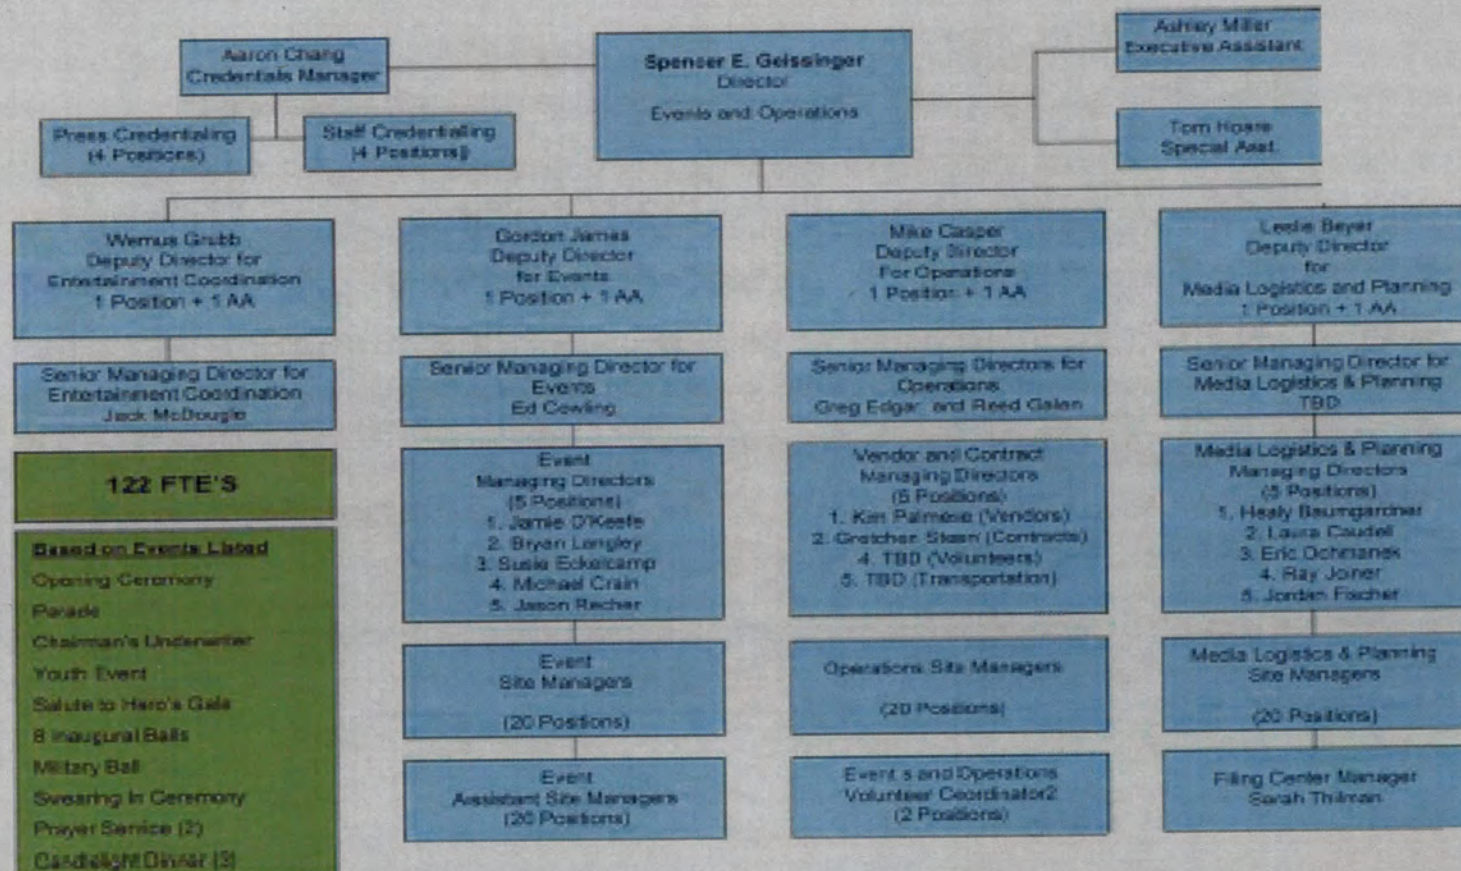 Aaron Chang
Credentials Manager
Press Credentialing
(4 Positions)
Staff Credentialing
(4 Positions)
Spencer E. Geissinger
Director
Events and Operations
Ashley Miller
Executive Assistant
Tom Hoare
Special Asst.
Wemus Grubb
Deputy Director for
Entertainment Coordination
1 Position + 1 AA
Senior Managing Director for
Entertainment Coordination
Jack McDougle
122 FTE'S
Based on Events Listed
Opening Ceremony
Parade
Chairman's Underwriter
Youth Event
Salute to Hero's Gala
8 Inaugural Balls
Military Ball
Swearing In Ceremony
Prayer Service (2)
Candlelight Dinner (3)
Gordon James
Deputy Director
for Events
1 Position + 1 AA
Senior Managing Director for
Events
Ed Cowling
Event
Managing Directors
(5 Positions)
1. Jamie O'Keefe
2. Bryan Langley
3. Susie Eckelcamp
4. Michael Crain
5. Jason Recher
Event
Site Managers
(20 Positions)
Event
Assistant Site Managers
(20 Positions)
Mike Casper
Deputy Director
For Operations
1 Position + 1 AA
Senior Managing Directors for
Operations
Greg Edgar and Reed Galen
Vendor and Contract
Managing Directors
(5 Positions)
1. Kim Palmese (Vendors)
2. Gretchen Steen (Contracts)
4. TBD (Volunteers)
5. TBD (Transportation)
Operations Site Managers
(20 Positions)
Event s and Operations
Volunteer Coordinator2
(2 Positions)
Leslie Beyer
Deputy Director
for
Media Logistics and Planning
1 Position + 1 AA
Senior Managing Director for
Media Logistics & Planning
TBD
Media Logistics & Planning
Managing Directors
(5 Positions)
1. Healy Baumgardner
2. Laura Caudell
3. Eric Ochmanek
4. Ray Joiner
5. Jordan Fischer
Media Logistics & Planning
Site Managers
(20 Positions)
Filing Center Manager
Sarah Thilman